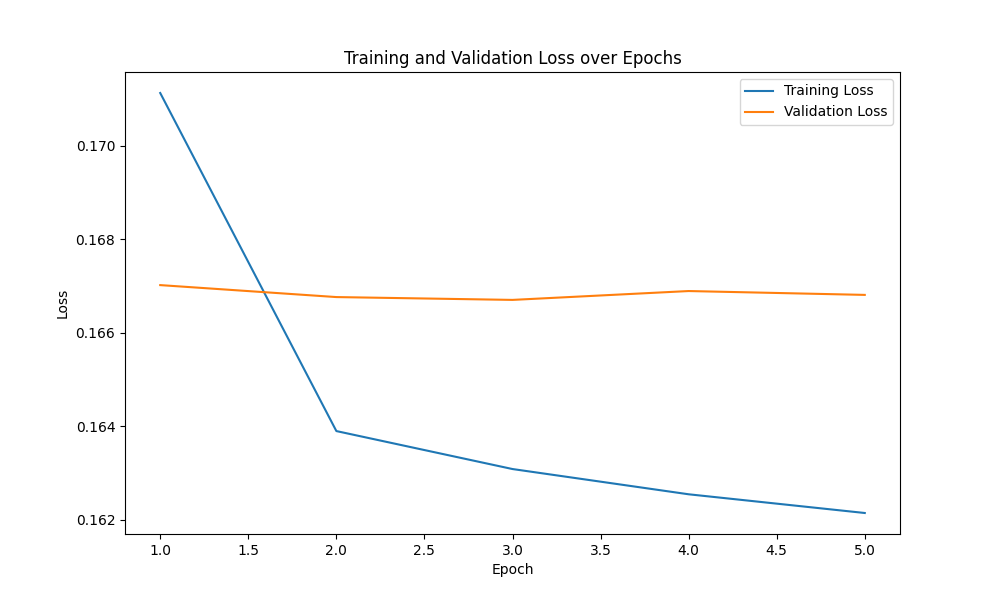 Training and Validation Loss over Epochs
Training Loss
Validation Loss
0.170
0.168
0.166
0.164
0.162
Loss
1.0 1.5 2.0 2.5 3.0 3.5 4.0 4.5 5.0
Epoch